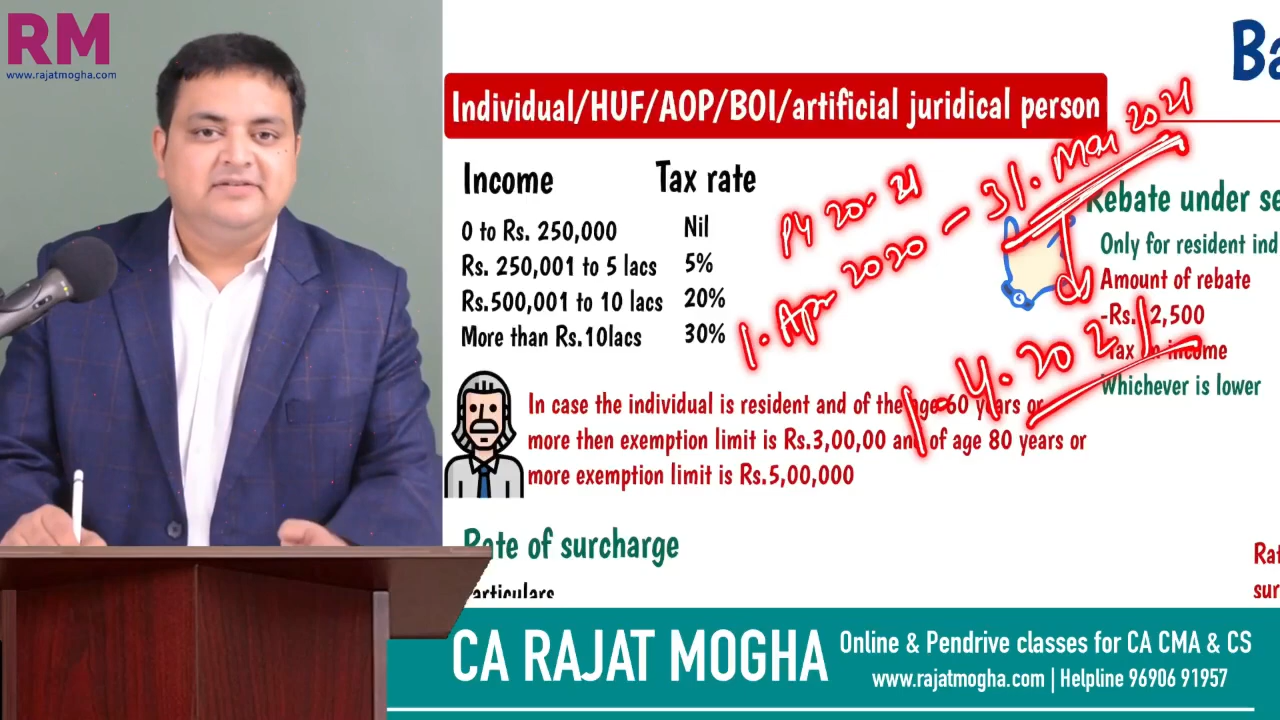 RM
www.rajatmogha.com
Ba
Individual/HUF/AOP/BOI/artificial juridical person
Income Tax rate
0 to Rs. 250,000 Nil
Rs. 250,001 to 5 lacs 5%
Rs.500,001 to 10 lacs 20%
More than Rs.10lacs 30%
PY 20-21
1. Apr 2020 - 31. Mar 2021
1-4.2021
Rebate under se
Only for resident ind
Amount of rebate
-Rs. 2,500
Tax income
Whichever is lower
In case the individual is resident and of the age 60 years or
more then exemption limit is Rs.3,00,00 and of age 80 years or
more exemption limit is Rs.5,00,000
Rate of surcharge
Particulars
Rat
sur
CA RAJAT MOGHA
Online & Pendrive classes for CA CMA & CS
www.rajatmogha.com | Helpline 96906 91957